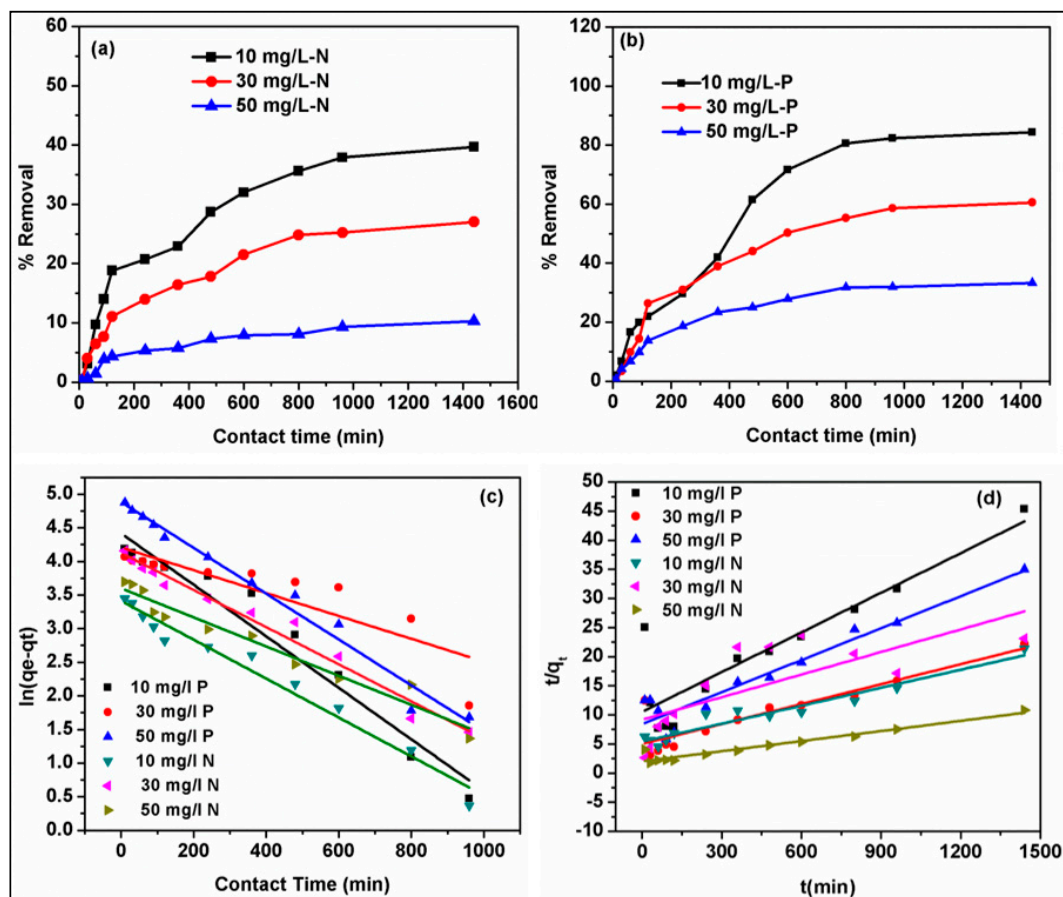 (a)
10 mg/L-N
30 mg/L-N
50 mg/L-N
% Removal
60
50
40
30
20
10
0
0 200 400 600 800 1000 1200 1400 1600
Contact time (min)
(b)
10 mg/L-P
30 mg/L-P
50 mg/L-P
% Removal
120
100
80
60
40
20
0
0 200 400 600 800 1000 1200 1400
Contact time (min)
(c)
ln(qe-qt)
5.0
4.5
4.0
3.5
3.0
2.5
2.0
1.5
1.0
0.5
0.0
10 mg/l P
30 mg/l P
50 mg/l P
10 mg/l N
30 mg/l N
50 mg/l N
0 200 400 600 800 1000
Contact Time (min)
(d)
10 mg/l P
30 mg/l P
50 mg/l P
10 mg/l N
30 mg/l N
50 mg/l N
t/qt
50
45
40
35
30
25
20
15
10
5
0
-5
-10
0 300 600 900 1200 1500
t(min)